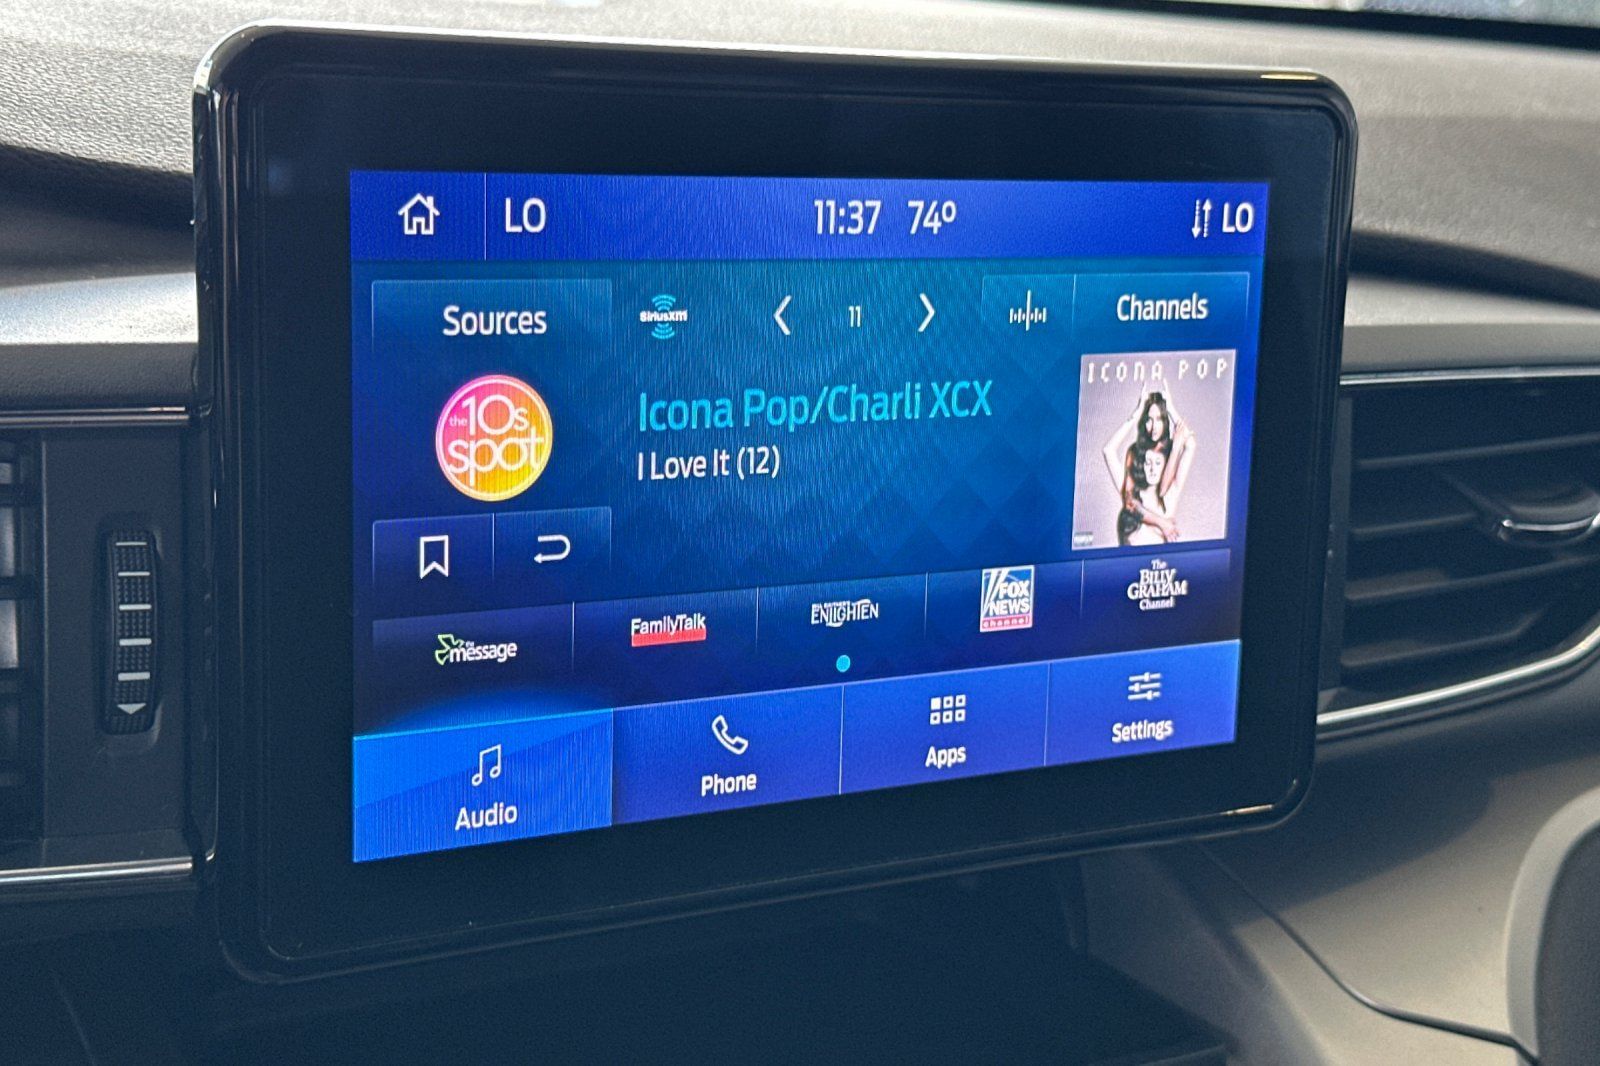 LO
11:37 74°
LO
Sources
SiriusXM
11
Channels
the 10s spot
Icona Pop/Charli XCX
I Love It (12)
ICONA POP
the message
FamilyTalk
ENLIGHTEN
FOX
NEWS
channel
The
BILLY
GRAHAM
Channel
Audio
Phone
Apps
Settings